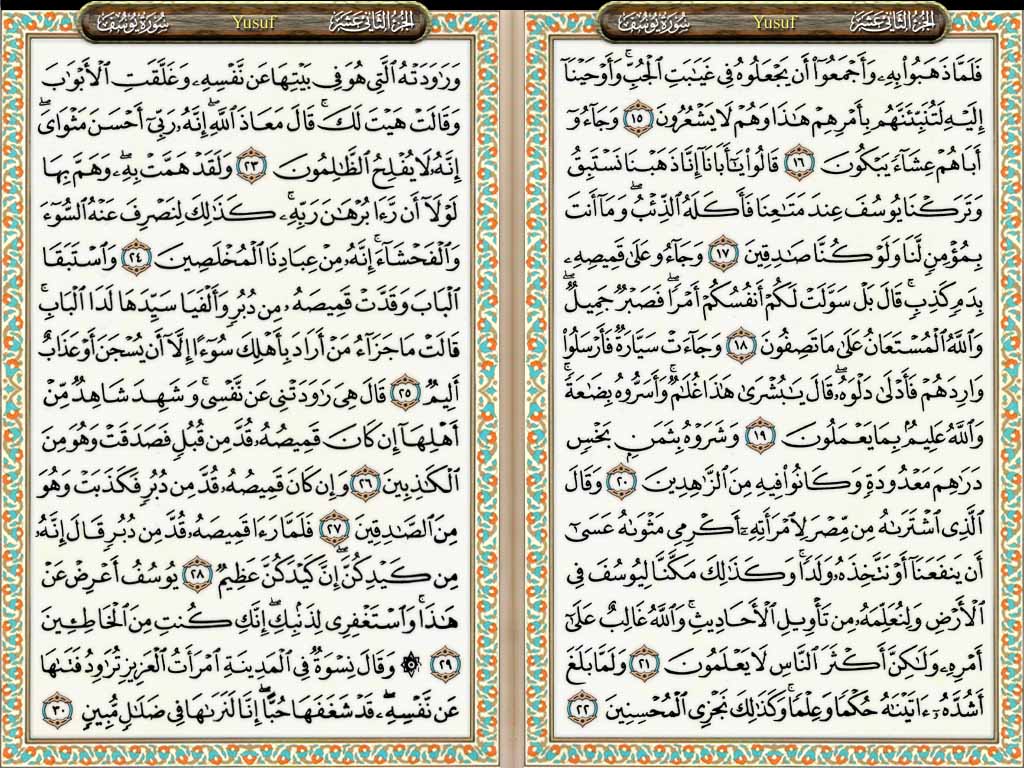 الجزء الثاني عشر Yusuf سورة يوسف
فَلَمَّا ذَهَبُوا۟ بِهِۦ وَأَجْمَعُوٓا۟ أَن يَجْعَلُوهُ فِى غَيَـٰبَتِ ٱلْجُبِّ ۚ وَأَوْحَيْنَآ
إِلَيْهِ لَتُنَبِّئَنَّهُم بِأَمْرِهِمْ هَـٰذَا وَهُمْ لَا يَشْعُرُونَ ١٥ وَجَآءُوٓ
أَبَاهُمْ عِشَآءً يَبْكُونَ ١٦ قَالُوا۟ يَـٰٓأَبَانَآ إِنَّا ذَهَبْنَا نَسْتَبِقُ
وَتَرَكْنَا يُوسُفَ عِندَ مَتَـٰعِنَا فَأَكَلَهُ ٱلذِّئْبُ ۖ وَمَآ أَنتَ
بِمُؤْمِنٍ لَّنَا وَلَوْ كُنَّا صَـٰدِقِينَ ١٧ وَجَآءُو عَلَىٰ قَمِيصِهِۦ
بِدَمٍ كَذِبٍ ۚ قَالَ بَلْ سَوَّلَتْ لَكُمْ أَنفُسُكُمْ أَمْرًا ۖ فَصَبْرٌ جَمِيلٌ ۖ
وَٱللَّهُ ٱلْمُسْتَعَانُ عَلَىٰ مَا تَصِفُونَ ١٨ وَجَآءَتْ سَيَّارَةٌ فَأَرْسَلُوا۟
وَارِدَهُمْ فَأَدْلَىٰ دَلْوَهُۥ ۖ قَالَ يَـٰبُشْرَىٰ هَـٰذَا غُلَـٰمٌ ۚ وَأَسَرُّوهُ بِضَـٰعَةً ۚ
وَٱللَّهُ عَلِيمٌۢ بِمَا يَعْمَلُونَ ١٩ وَشَرَوْهُ بِثَمَنٍۭ بَخْسٍ
دَرَٰهِمَ مَعْدُودَةٍ وَكَانُوا۟ فِيهِ مِنَ ٱلزَّٰهِدِينَ ٢٠ وَقَالَ
ٱلَّذِى ٱشْتَرَىٰهُ مِن مِّصْرَ لِٱمْرَأَتِهِۦٓ أَكْرِمِى مَثْوَىٰهُ عَسَىٰٓ
أَن يَنفَعَنَآ أَوْ نَتَّخِذَهُۥ وَلَدًا ۚ وَكَذَٰلِكَ مَكَّنَّا لِيُوسُفَ فِى
ٱلْأَرْضِ وَلِنُعَلِّمَهُۥ مِن تَأْوِيلِ ٱلْأَحَادِيثِ ۚ وَٱللَّهُ غَالِبٌ عَلَىٰٓ
أَمْرِهِۦ وَلَـٰكِنَّ أَكْثَرَ ٱلنَّاسِ لَا يَعْلَمُونَ ٢١ وَلَمَّا بَلَغَ
أَشُدَّهُۥٓ ءَاتَيْنَـٰهُ حُكْمًا وَعِلْمًا ۚ وَكَذَٰلِكَ نَجْزِى ٱلْمُحْسِنِينَ ٢٢
الجزء الثاني عشر Yusuf سورة يوسف
وَرَٰوَدَتْهُ ٱلَّتِى هُوَ فِى بَيْتِهَا عَن نَّفْسِهِۦ وَغَلَّقَتِ ٱلْأَبْوَٰبَ
وَقَالَتْ هَيْتَ لَكَ ۚ قَالَ مَعَاذَ ٱللَّهِ ۖ إِنَّهُۥ رَبِّىٓ أَحْسَنَ مَثْوَاىَ ۖ
إِنَّهُۥ لَا يُفْلِحُ ٱلظَّـٰلِمُونَ ٢٣ وَلَقَدْ هَمَّتْ بِهِۦ ۖ وَهَمَّ بِهَا
لَوْلَآ أَن رَّءَا بُرْهَـٰنَ رَبِّهِۦ ۚ كَذَٰلِكَ لِنَصْرِفَ عَنْهُ ٱلسُّوٓءَ
وَٱلْفَحْشَآءَ ۚ إِنَّهُۥ مِنْ عِبَادِنَا ٱلْمُخْلَصِينَ ٢٤ وَٱسْتَبَقَا
ٱلْبَابَ وَقَدَّتْ قَمِيصَهُۥ مِن دُبُرٍ وَأَلْفَيَا سَيِّدَهَا لَدَا ٱلْبَابِ ۚ
قَالَتْ مَا جَزَآءُ مَنْ أَرَادَ بِأَهْلِكَ سُوٓءًا إِلَّآ أَن يُسْجَنَ أَوْ عَذَابٌ
أَلِيمٌ ٢٥ قَالَ هِىَ رَٰوَدَتْنِى عَن نَّفْسِى ۚ وَشَهِدَ شَاهِدٌ مِّنْ
أَهْلِهَآ إِن كَانَ قَمِيصُهُۥ قُدَّ مِن قُبُلٍ فَصَدَقَتْ وَهُوَ مِنَ
ٱلْكَـٰذِبِينَ ٢٦ وَإِن كَانَ قَمِيصُهُۥ قُدَّ مِن دُبُرٍ فَكَذَبَتْ وَهُوَ
مِنَ ٱلصَّـٰدِقِينَ ٢٧ فَلَمَّا رَءَا قَمِيصَهُۥ قُدَّ مِن دُبُرٍ قَالَ إِنَّهُۥ
مِن كَيْدِكُنَّ ۖ إِنَّ كَيْدَكُنَّ عَظِيمٌ ٢٨ يُوسُفُ أَعْرِضْ عَنْ
هَـٰذَا ۚ وَٱسْتَغْفِرِى لِذَنۢبِكِ ۖ إِنَّكِ كُنتِ مِنَ ٱلْخَاطِـِٔينَ
٢٩ ۞ وَقَالَ نِسْوَةٌ فِى ٱلْمَدِينَةِ ٱمْرَأَتُ ٱلْعَزِيزِ تُرَٰوِدُ فَتَىٰهَا
عَن نَّفْسِهِۦ ۖ قَدْ شَغَفَهَا حُبًّا ۖ إِنَّا لَنَرَىٰهَا فِى ضَلَـٰلٍ مُّبِينٍ ٣٠